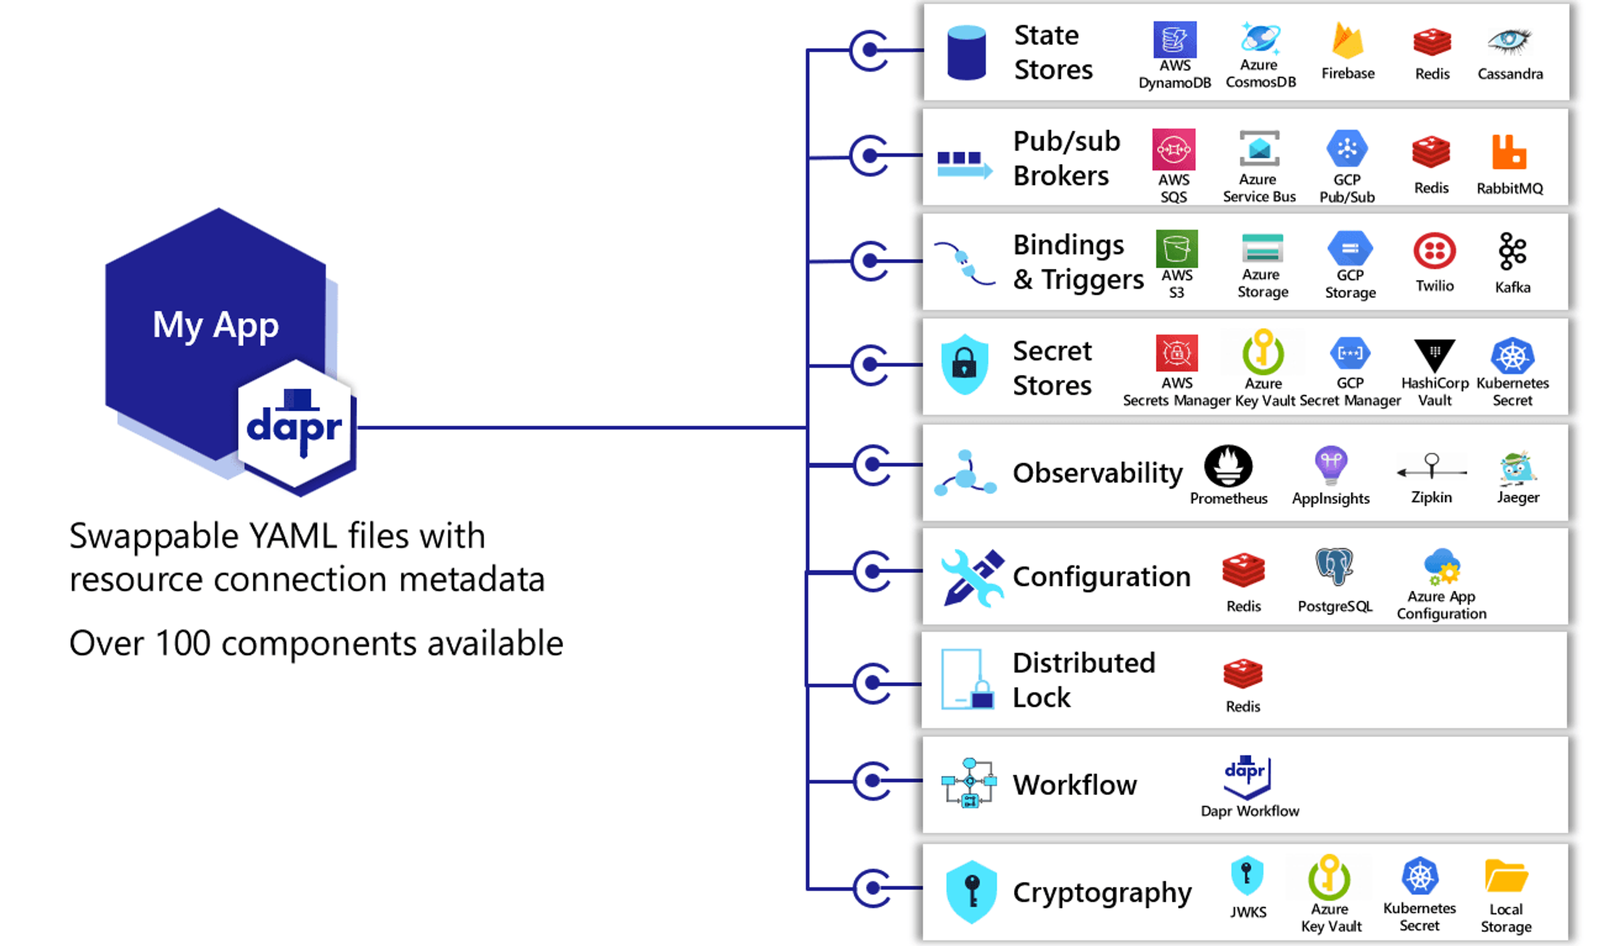 My App
dapr
Swappable YAML files with
resource connection metadata
Over 100 components available
State
Stores
AWS
DynamoDB
Azure
CosmosDB
Firebase
Redis
Cassandra
Pub/sub
Brokers
AWS
SQS
Azure
Service Bus
GCP
Pub/Sub
Redis
RabbitMQ
Bindings
& Triggers
AWS
S3
Azure
Storage
GCP
Storage
Twilio
Kafka
Secret
Stores
AWS
Secrets Manager
Azure
Key Vault
GCP
Secret Manager
HashiCorp
Vault
Kubernetes
Secret
Observability
Prometheus
AppInsights
Zipkin
Jaeger
Configuration
Redis
PostgreSQL
Azure App
Configuration
Distributed
Lock
Redis
Workflow
dapr
Dapr Workflow
Cryptography
JWKS
Azure
Key Vault
Kubernetes
Secret
Local
Storage